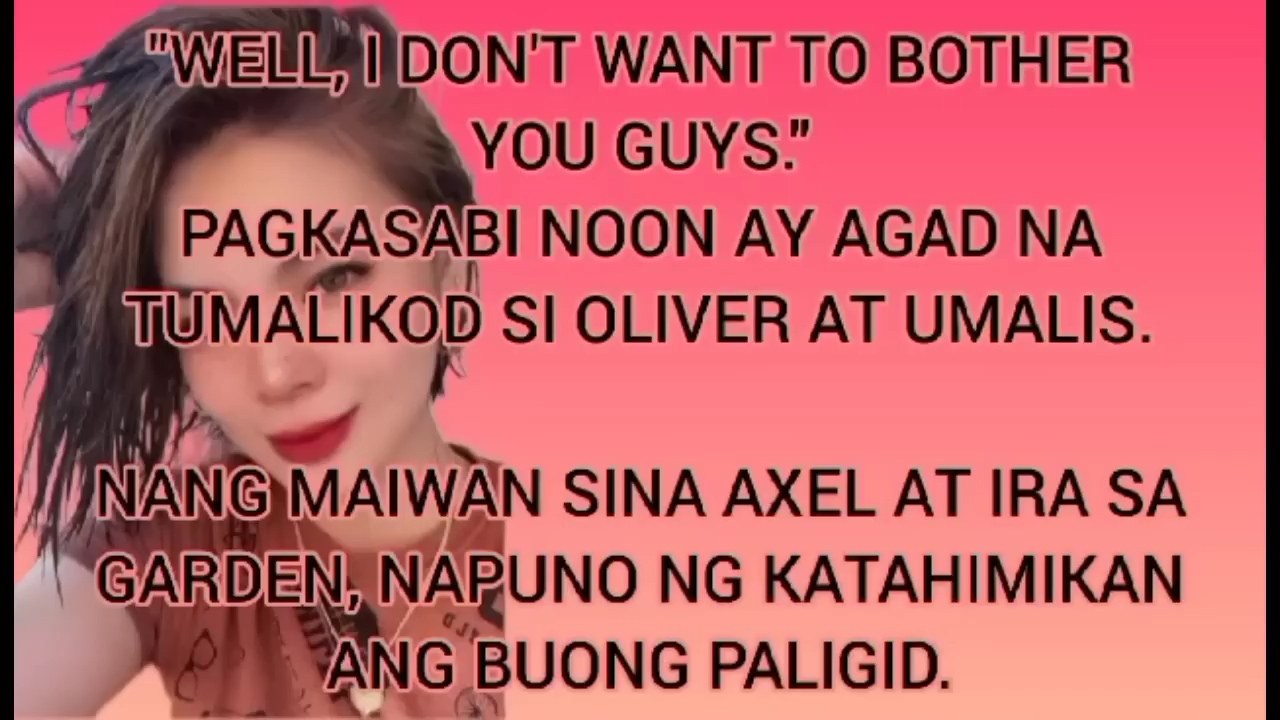 "WELL, I DON'T WANT TO BOTHER
YOU GUYS."
PAGKASABI NOON AY AGAD NA
TUMALIKOD SI OLIVER AT UMALIS.
NANG MAIWAN SINA AXEL AT IRA SA
GARDEN, NAPUNO NG KATAHIMIKAN
ANG BUONG PALIGID.